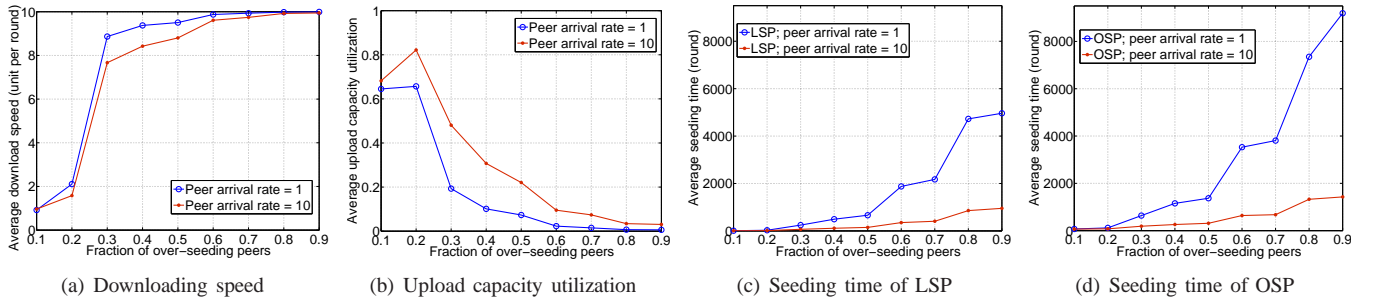 Average download speed (unit per round)
10
8
6
4
2
0
0.1 0.2 0.3 0.4 0.5 0.6 0.7 0.8 0.9
Fraction of over-seeding peers
Peer arrival rate = 1
Peer arrival rate = 10
(a) Downloading speed
Average upload capacity utilization
1
0.8
0.6
0.4
0.2
0
0.1 0.2 0.3 0.4 0.5 0.6 0.7 0.8 0.9
Fraction of over-seeding peers
Peer arrival rate = 1
Peer arrival rate = 10
(b) Upload capacity utilization
Average seeding time (round)
8000
6000
4000
2000
0
0.1 0.2 0.3 0.4 0.5 0.6 0.7 0.8 0.9
Fraction of over-seeding peers
LSP; peer arrival rate = 1
LSP; peer arrival rate = 10
(c) Seeding time of LSP
Average seeding time (round)
8000
6000
4000
2000
0
0.1 0.2 0.3 0.4 0.5 0.6 0.7 0.8 0.9
Fraction of over-seeding peers
OSP; peer arrival rate = 1
OSP; peer arrival rate = 10
(d) Seeding time of OSP